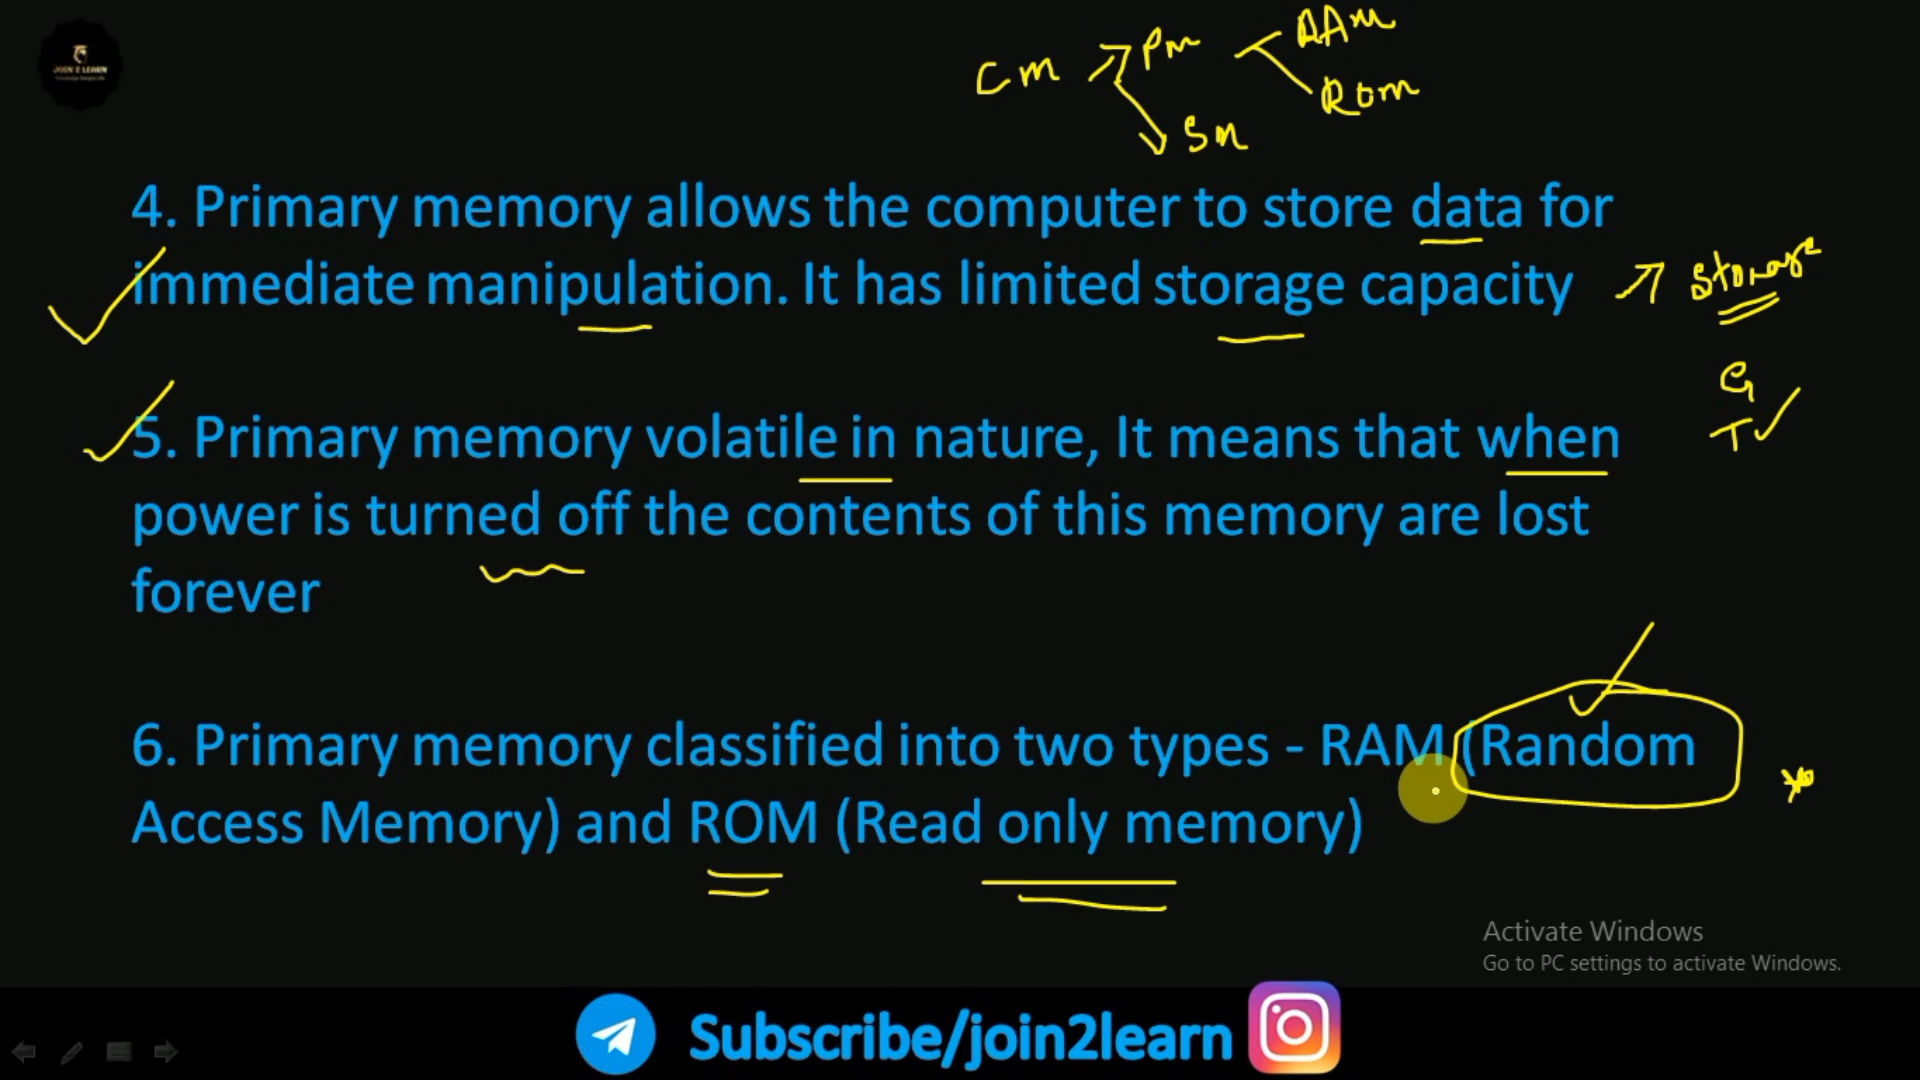 JOIN 2 LEARN
Cm Pm RAM
ROM
Sm
4. Primary memory allows the computer to store data for
immediate manipulation. It has limited storage capacity
Storage
G
T
5. Primary memory volatile in nature, It means that when
power is turned off the contents of this memory are lost
forever
6. Primary memory classified into two types - RAM (Random
Access Memory) and ROM (Read only memory)
Activate Windows
Go to PC settings to activate Windows.
Subscribe/join2learn